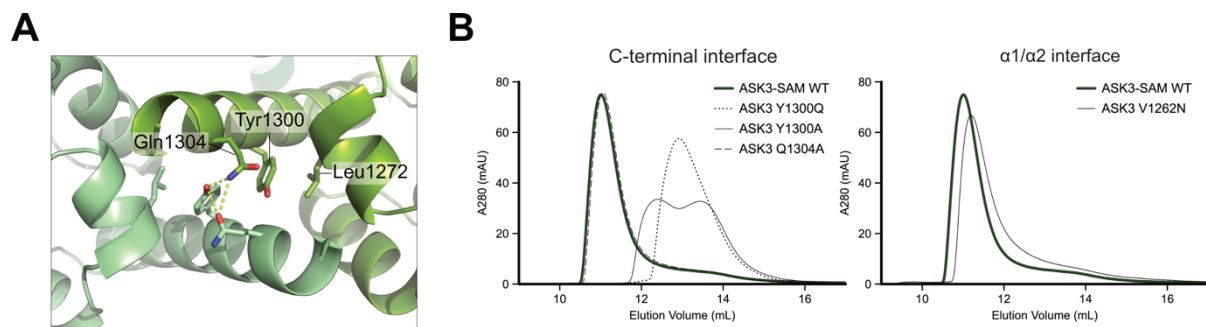 A
Gln1304
Tyr1300
Leu1272
B
C-terminal interface
80
60
40
20
0
A280 (mAU)
10
12
14
16
Elution Volume (mL)
ASK3-SAM WT
ASK3 Y1300Q
ASK3 Y1300A
ASK3 Q1304A
α1/α2 interface
80
60
40
20
0
A280 (mAU)
10
12
14
16
Elution Volume (mL)
ASK3-SAM WT
ASK3 V1262N